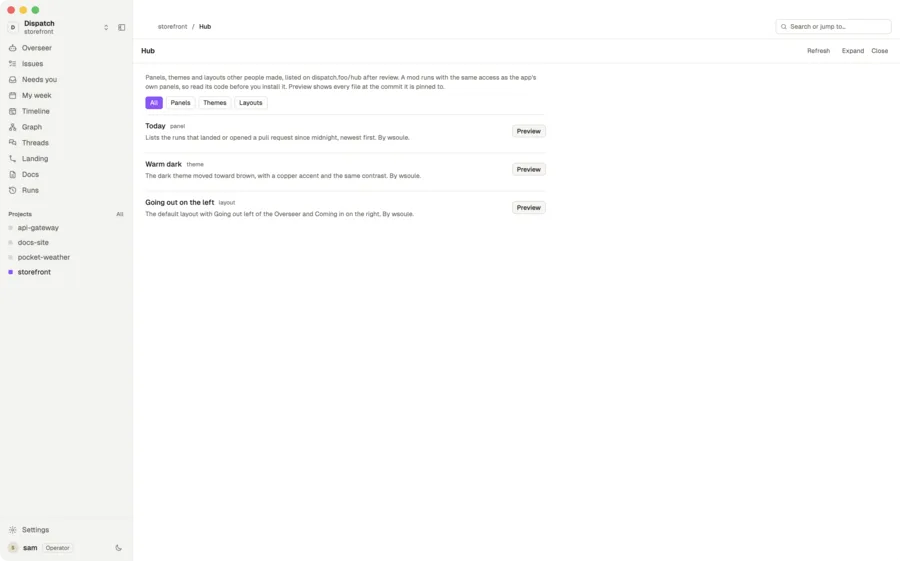 D
Dispatch
storefront
Overseer
Issues
Needs you
My week
Timeline
Graph
Threads
Landing
Docs
Runs
Projects All
api-gateway
docs-site
pocket-weather
storefront
Settings
sam Operator
storefront / Hub
Search or jump to...
Hub
Refresh Expand Close
Panels, themes and layouts other people made, listed on dispatch.foo/hub after review. A mod runs with the same access as the app's
own panels, so read its code before you install it. Preview shows every file at the commit it is pinned to.
All Panels Themes Layouts
Today panel
Lists the runs that landed or opened a pull request since midnight, newest first. By wsoule.
Preview
Warm dark theme
The dark theme moved toward brown, with a copper accent and the same contrast. By wsoule.
Preview
Going out on the left layout
The default layout with Going out left of the Overseer and Coming in on the right. By wsoule.
Preview